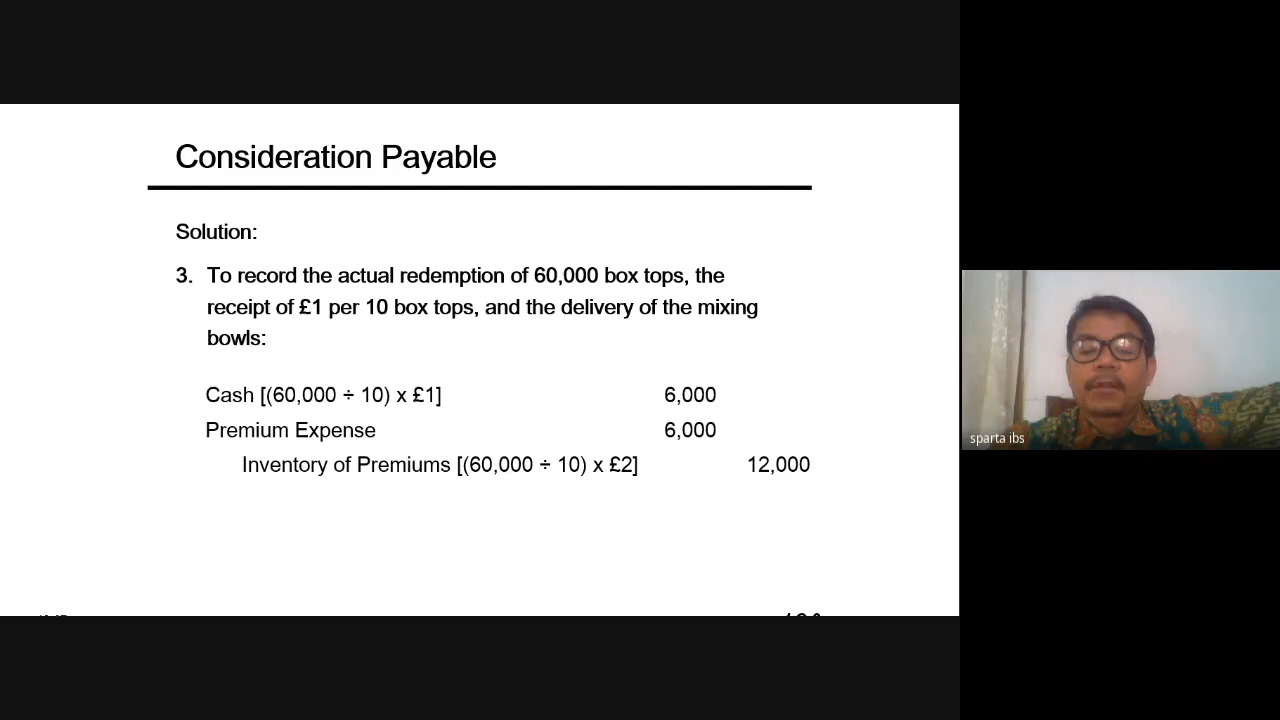 Consideration Payable
Solution:
3. To record the actual redemption of 60,000 box tops, the
receipt of £1 per 10 box tops, and the delivery of the mixing
bowls:
Cash [(60,000 ÷ 10) x £1] 6,000
Premium Expense 6,000
Inventory of Premiums [(60,000 ÷ 10) x £2] 12,000
sparta ibs